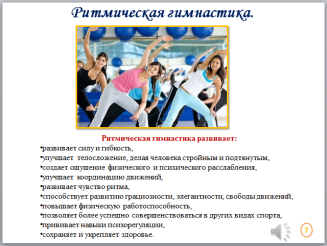 Ритмическая гимнастика.
Ритмическая гимнастика развивает:
•развивает силу и гибкость,
•улучшает телосложение, делая человека стройным и подтянутым,
•создает ощущение физического и психического расслабления,
•улучшает координацию движений,
•развивает чувство ритма,
•способствует развитию грациозности, элегантности, свободы движений,
•повышает физическую работоспособность,
•позволяет более успешно совершенствоваться в других видах спорта,
•прививает навыки психорегуляции,
•сохраняет и укрепляет здоровье.
7